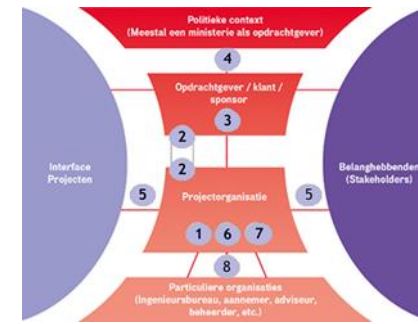 Politieke context
(Meestal een ministerie als opdrachtgever)
4
Opdrachtgever / klant /
sponsor
3
2
2
Interface
Projecten
Belanghebbenden
(Stakeholders)
Projectorganisatie
5
5
1 6 7
8
Particuliere organisaties
(Ingenieursbureau, aannemer, adviseur,
beheerder, etc.)